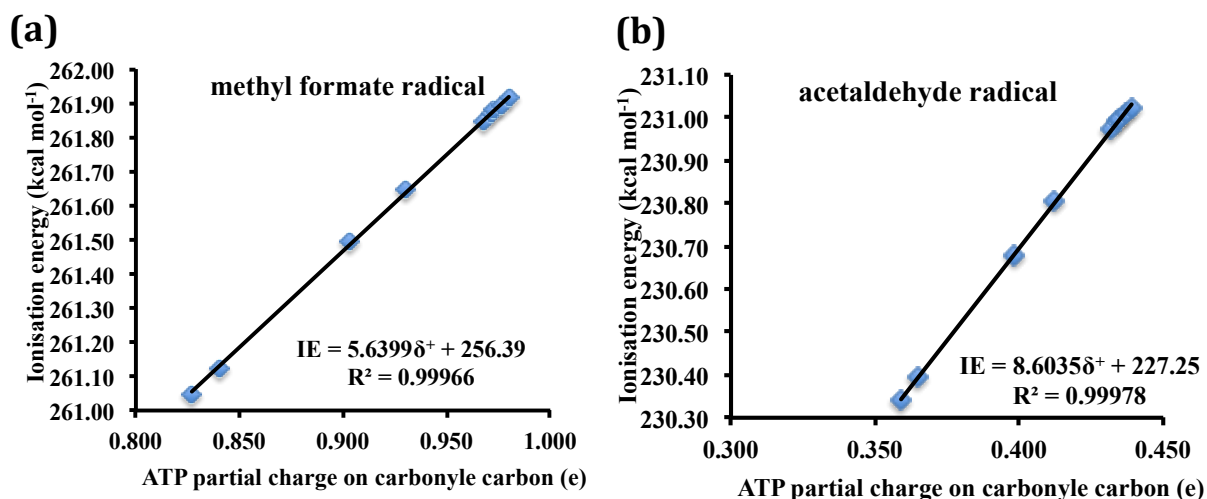 (a)
methyl formate radical
Ionisation energy (kcal mol-1)
262.00
261.90
261.80
261.70
261.60
261.50
261.40
261.30
261.20
261.10
261.00
IE = 5.6399δ⁺ + 256.39
R² = 0.99966
0.800
0.850
0.900
0.950
1.000
ATP partial charge on carbonyle carbon (e)
(b)
acetaldehyde radical
Ionisation energy (kcal mol-1)
231.10
231.00
230.90
230.80
230.70
230.60
230.50
230.40
230.30
IE = 8.6035δ⁺ + 227.25
R² = 0.99978
0.300
0.350
0.400
0.450
ATP partial charge on carbonyle carbon (e)